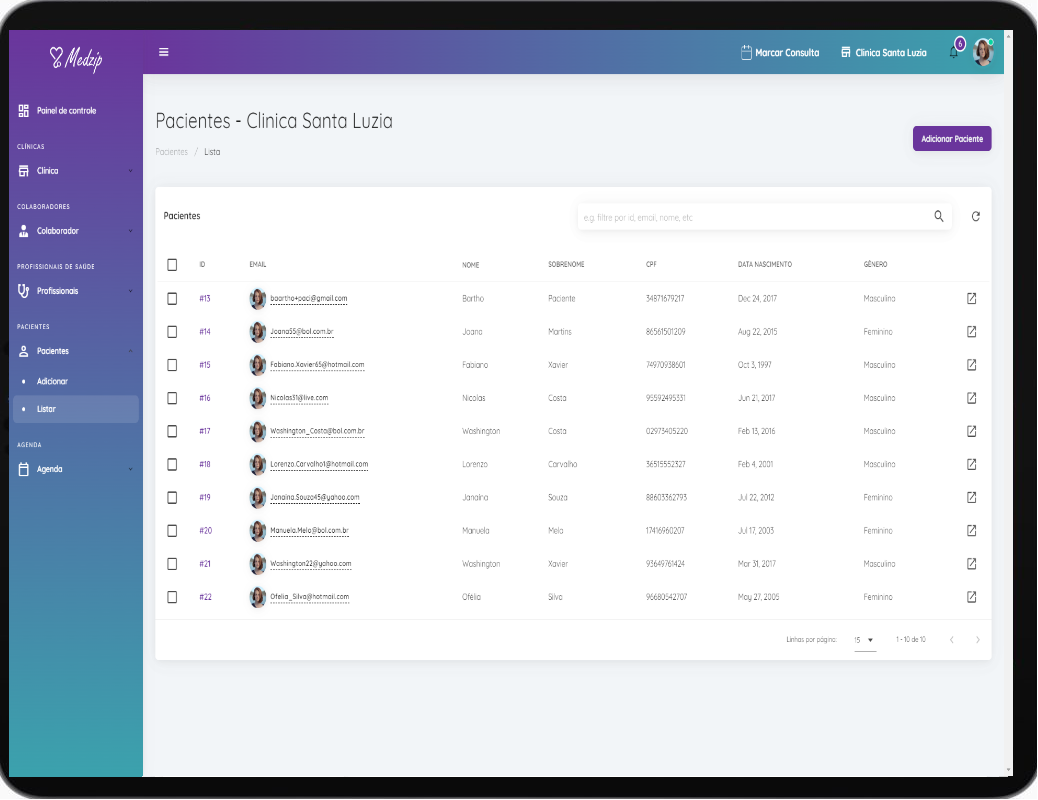 Medzip
Marcar Consulta
Clinica Santa Luzia
6
Painel de controle
CLÍNICAS
Clínica
COLABORADORES
Colaborador
PROFISSIONAIS DE SAÚDE
Profissionais
PACIENTES
Pacientes
Adicionar
Listar
AGENDA
Agenda
Pacientes - Clinica Santa Luzia
Pacientes / Lista
Adicionar Paciente
Pacientes
e.g. filtre por id, email, nome, etc
ID EMAIL NOME SOBRENOME CPF DATA NASCIMENTO GÊNERO
#13 baartho+paci@gmail.com Bartho Paciente 34871679217 Dec 24, 2017 Masculino
#14 Joana55@bol.com.br Joana Martins 86561501209 Aug 22, 2015 Feminino
#15 Fabiano.Xavier65@hotmail.com Fabiano Xavier 74970938601 Oct 3, 1997 Masculino
#16 Nicolas31@live.com Nicolas Costa 95592495331 Jun 21, 2017 Masculino
#17 Washington_Costa@bol.com.br Washington Costa 02973405220 Feb 13, 2016 Masculino
#18 Lorenzo.Carvalho1@hotmail.com Lorenzo Carvalho 36515552327 Feb 4, 2001 Masculino
#19 Janaina.Souza45@yahoo.com Janaína Souza 88603362793 Jul 22, 2012 Feminino
#20 Manuela.Melo@bol.com.br Manuela Melo 17416960207 Jul 17, 2003 Feminino
#21 Washington22@yahoo.com Washington Xavier 93649761424 Mar 31, 2017 Masculino
#22 Ofelia_Silva@hotmail.com Ofélia Silva 96680542707 May 27, 2005 Feminino
Linhas por página: 15 1 - 10 de 10